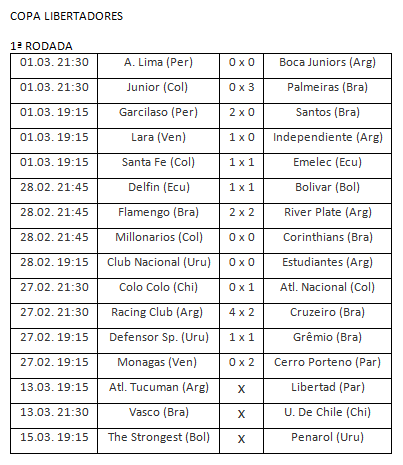 COPA LIBERTADORES
1ª RODADA
01.03. 21:30 A. Lima (Per) 0 x 0 Boca Juniors (Arg)
01.03. 21:30 Junior (Col) 0 x 3 Palmeiras (Bra)
01.03. 19:15 Garcilaso (Per) 2 x 0 Santos (Bra)
01.03. 19:15 Lara (Ven) 1 x 0 Independiente (Arg)
01.03. 19:15 Santa Fe (Col) 1 x 1 Emelec (Ecu)
28.02. 21:45 Delfin (Ecu) 1 x 1 Bolivar (Bol)
28.02. 21:45 Flamengo (Bra) 2 x 2 River Plate (Arg)
28.02. 21:45 Millonarios (Col) 0 x 0 Corinthians (Bra)
28.02. 19:15 Club Nacional (Uru) 0 x 0 Estudiantes (Arg)
27.02. 21:30 Colo Colo (Chi) 0 x 1 Atl. Nacional (Col)
27.02. 21:30 Racing Club (Arg) 4 x 2 Cruzeiro (Bra)
27.02. 19:15 Defensor Sp. (Uru) 1 x 1 Grêmio (Bra)
27.02. 19:15 Monagas (Ven) 0 x 2 Cerro Porteno (Par)
13.03. 19:15 Atl. Tucuman (Arg) x Libertad (Par)
13.03. 21:30 Vasco (Bra) x U. De Chile (Chi)
15.03. 19:15 The Strongest (Bol) x Penarol (Uru)